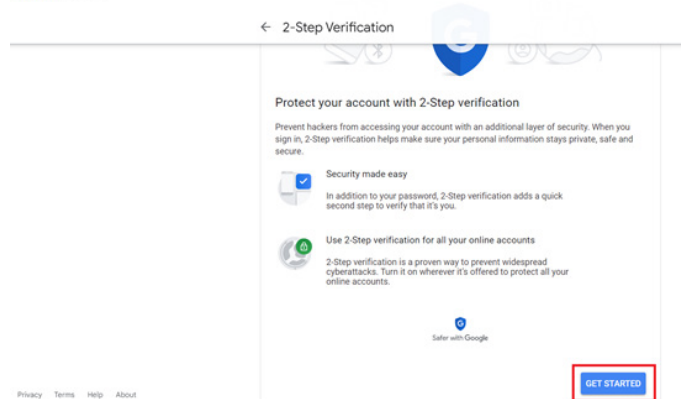 ← 2-Step Verification
G
Protect your account with 2-Step verification
Prevent hackers from accessing your account with an additional layer of security. When you
sign in, 2-Step verification helps make sure your personal information stays private, safe and
secure.
Security made easy
In addition to your password, 2-Step verification adds a quick
second step to verify that it's you.
Use 2-Step verification for all your online accounts
2-Step verification is a proven way to prevent widespread
cyberattacks. Turn it on wherever it's offered to protect all your
online accounts.
G
Safer with Google
GET STARTED
Privacy Terms Help About